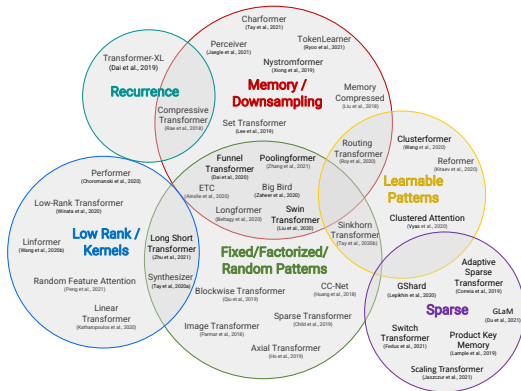 Charformer
(Tay et al., 2021)
TokenLearner
(Ryoo et al., 2021)
Perceiver
(Jaegle et al., 2021)
Transformer-XL
(Dai et al., 2019)
Nystromformer
(Xiong et al., 2019)
Recurrence
Memory /
Downsampling
Memory
Compressed
(Liu et al., 2018)
Compressive
Transformer
(Rae et al., 2018)
Set Transformer
(Lee et al., 2019)
Funnel
Transformer
(Dai et al., 2020)
Poolingformer
(Zhang et al., 2021)
Routing
Transformer
(Roy et al., 2020)
Clusterformer
(Wang et al., 2020)
Reformer
(Kitaev et al., 2020)
Performer
(Choromanski et al., 2020)
ETC
(Ainslie et al., 2020)
Big Bird
(Zaheer et al., 2020)
Learnable
Patterns
Low-Rank Transformer
(Winata et al., 2020)
Longformer
(Beltagy et al., 2020)
Swin
Transformer
(Liu et al., 2020)
Sinkhorn
Transformer
(Tay et al., 2020b)
Clustered Attention
(Vyas et al., 2020)
Linformer
(Wang et al., 2020b)
Low Rank /
Kernels
Long Short
Transformer
(Zhu et al., 2021)
Fixed/Factorized/
Random Patterns
Adaptive
Sparse
Transformer
(Correia et al., 2019)
Random Feature Attention
(Peng et al., 2021)
Synthesizer
(Tay et al., 2020a)
Blockwise Transformer
(Qiu et al., 2019)
CC-Net
(Huang et al., 2018)
GShard
(Lepikhin et al., 2020)
Sparse
Linear
Transformer
(Katharopoulos et al., 2020)
Image Transformer
(Parmar et al., 2018)
Sparse Transformer
(Child et al., 2019)
GLaM
(Du et al., 2021)
Switch
Transformer
(Fedus et al., 2021)
Product Key
Memory
(Lample et al., 2019)
Axial Transformer
(Ho et al., 2019)
Scaling Transformer
(Jaszczur et al., 2021)